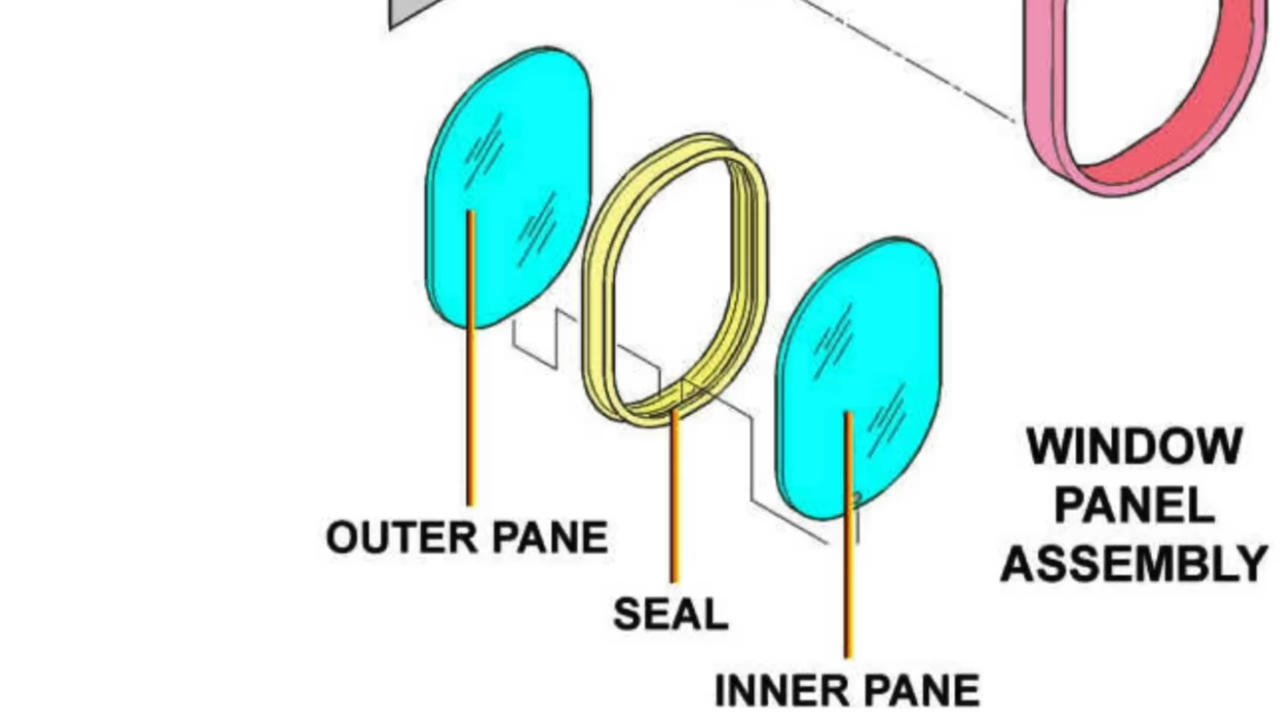 OUTER PANE
SEAL
INNER PANE
WINDOW
PANEL
ASSEMBLY